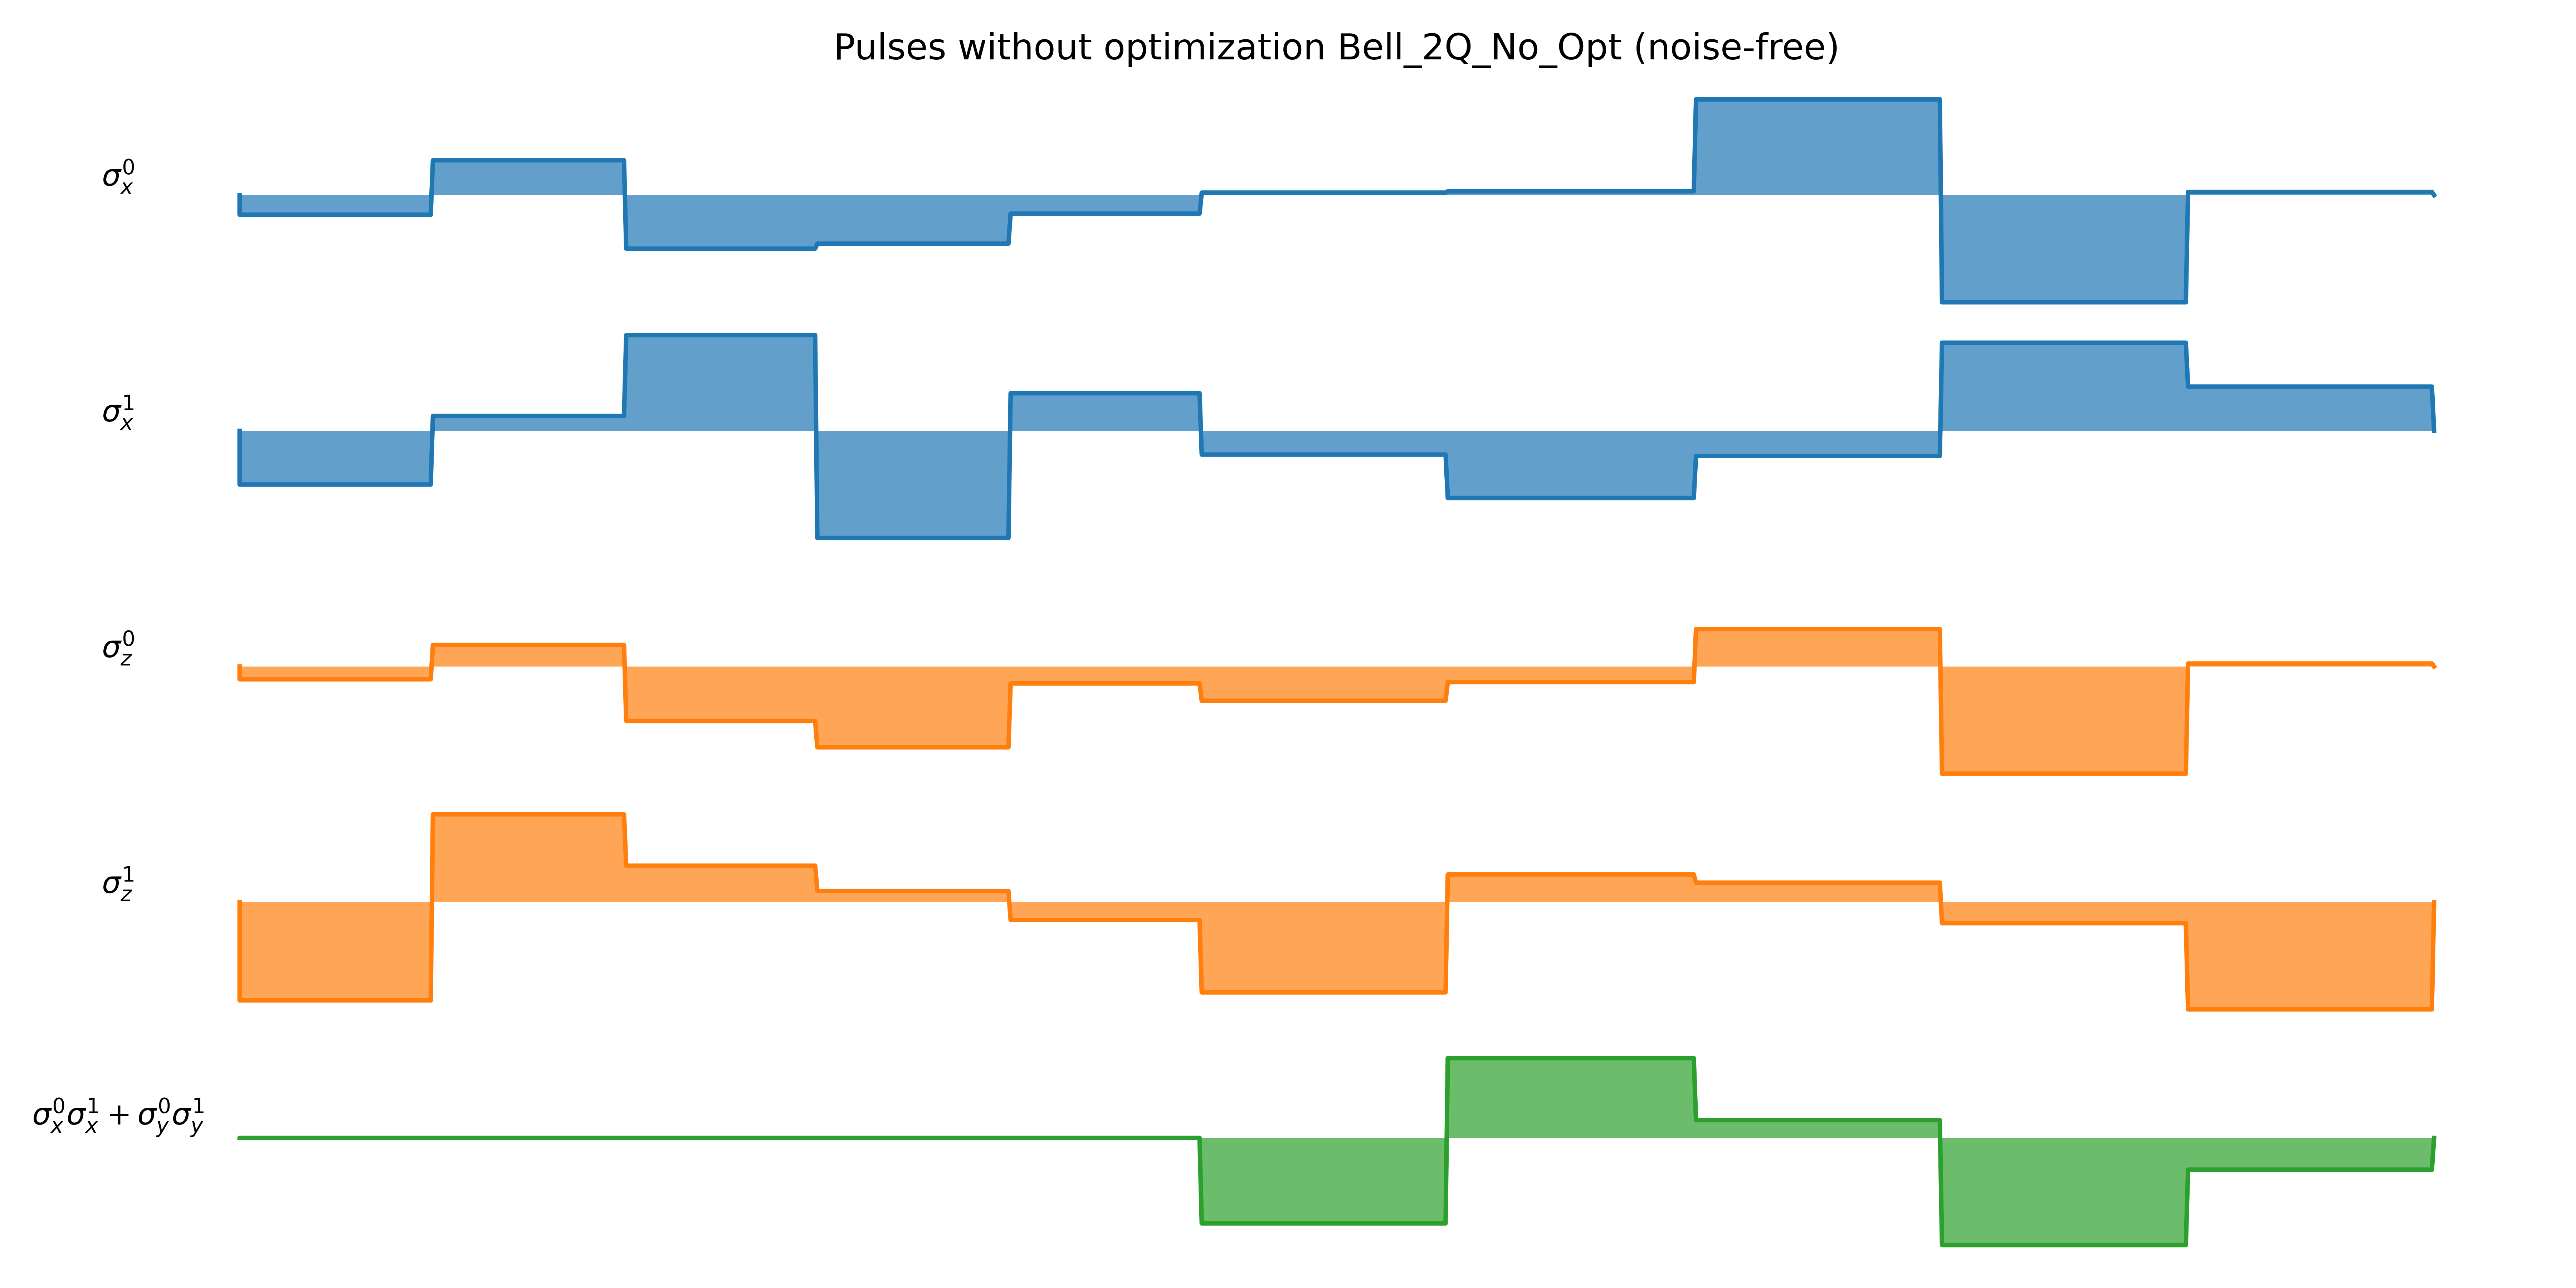 Pulses without optimization Bell_2Q_No_Opt (noise-free)
σ_x^0
σ_x^1
σ_z^0
σ_z^1
σ_x^0σ_x^1 + σ_y^0σ_y^1